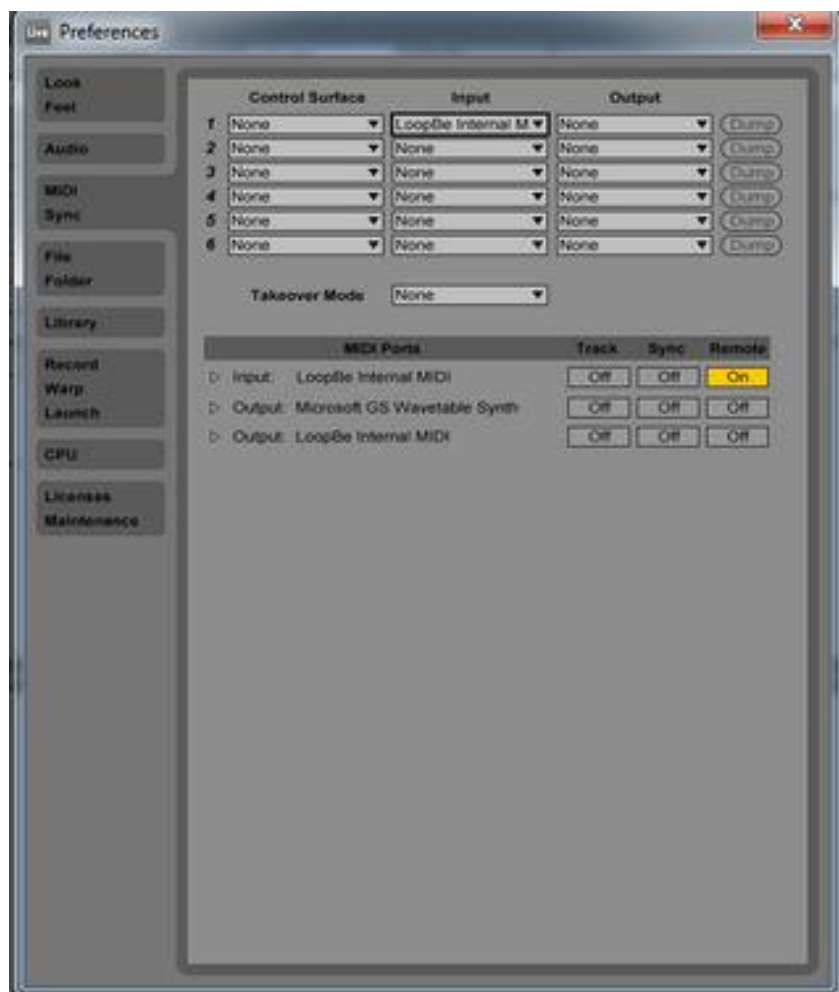 Live Preferences
Look
Feel
Audio
MIDI
Sync
File
Folder
Library
Record
Warp
Launch
CPU
Licenses
Maintenance
Control Surface Input Output
1 None LoopBe Internal M None Dump
2 None None None Dump
3 None None None Dump
4 None None None Dump
5 None None None Dump
6 None None None Dump
Takeover Mode None
MIDI Ports Track Sync Remote
Input: LoopBe Internal MIDI Off Off On
Output: Microsoft GS Wavetable Synth Off Off Off
Output: LoopBe Internal MIDI Off Off Off